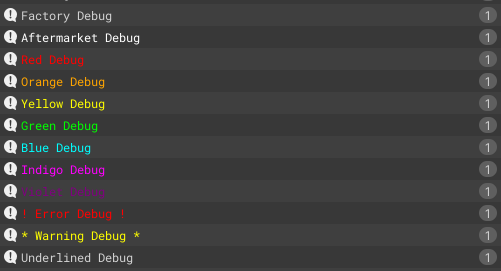 Factory Debug 1
Aftermarket Debug 1
Red Debug 1
Orange Debug 1
Yellow Debug 1
Green Debug 1
Blue Debug 1
Indigo Debug 1
Violet Debug 1
! Error Debug ! 1
* Warning Debug * 1
Underlined Debug 1